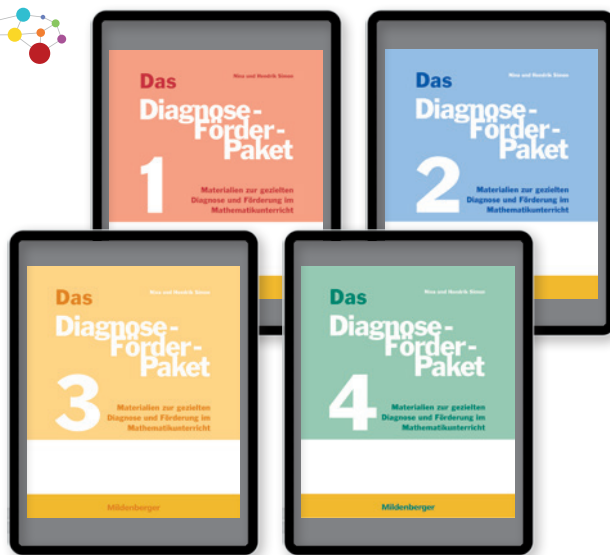 Das
Nina und Hendrik Simon
Diagnose-
Förder-
Paket
1
Materialien zur gezielten
Diagnose und Förderung im
Mathematikunterricht
Das
Nina und Hendrik Simon
Diagnose-
Förder-
Paket
2
Materialien zur gezielten
Diagnose und Förderung im
Mathematikunterricht
Das
Nina und Hendrik Simon
Diagnose-
Förder-
Paket
3
Materialien zur gezielten
Diagnose und Förderung im
Mathematikunterricht
Mildenberger
Das
Nina und Hendrik Simon
Diagnose-
Förder-
Paket
4
Materialien zur gezielten
Diagnose und Förderung im
Mathematikunterricht
Mildenberger